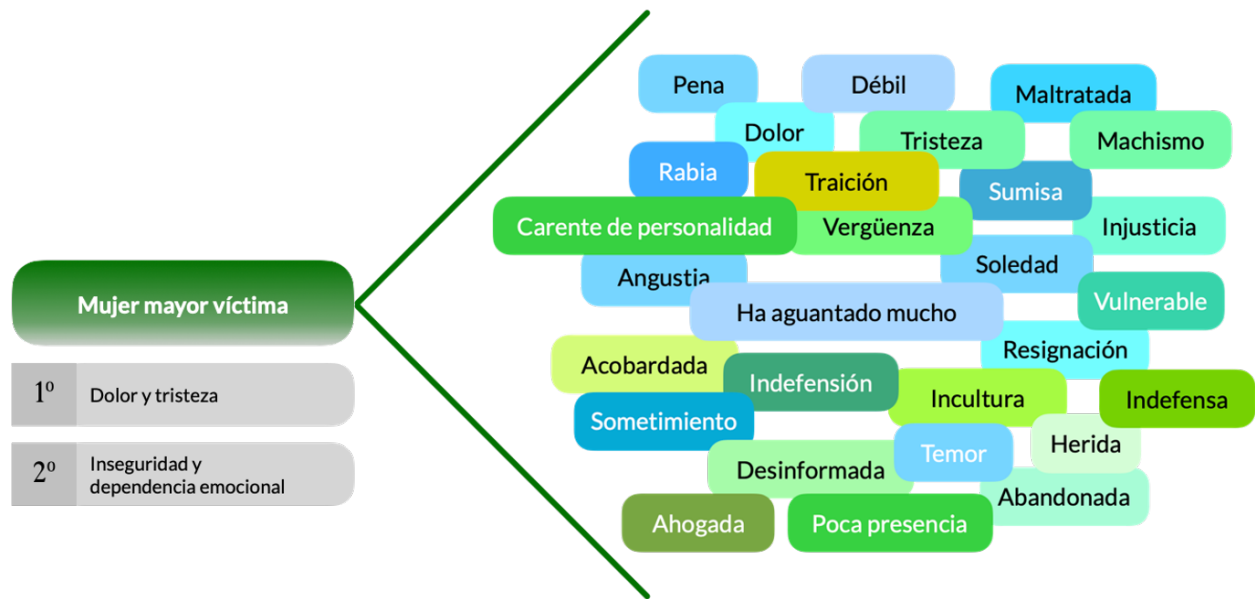 Mujer mayor víctima
1º
Dolor y tristeza
2º
Inseguridad y
dependencia emocional
Pena
Débil
Maltratada
Dolor
Tristeza
Machismo
Rabia
Traición
Sumisa
Carente de personalidad
Vergüenza
Injusticia
Angustia
Soledad
Vulnerable
Ha aguantado mucho
Resignación
Acobardada
Indefensión
Incultura
Indefensa
Sometimiento
Temor
Herida
Desinformada
Abandonada
Ahogada
Poca presencia